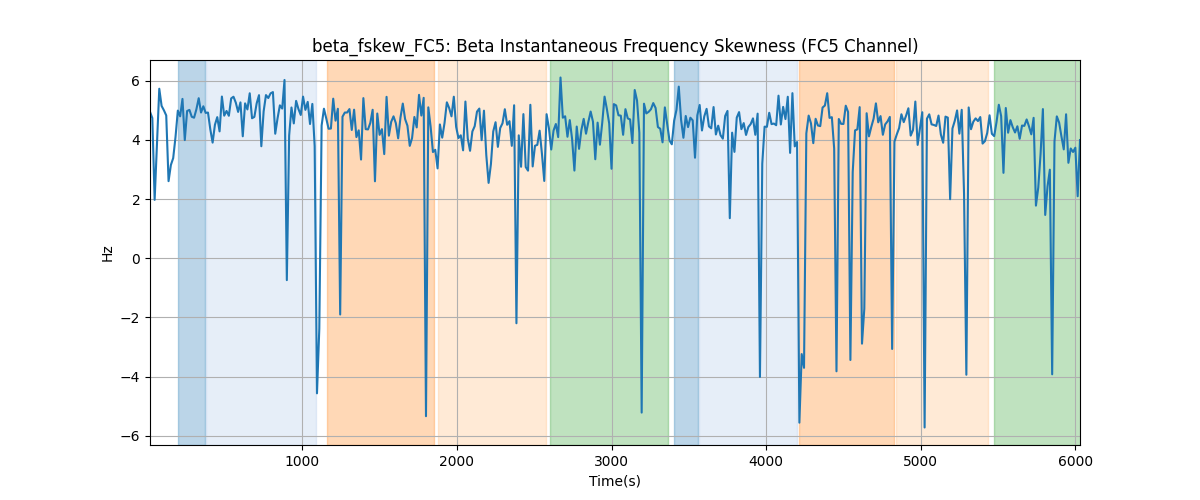 beta_fskew_FC5: Beta Instantaneous Frequency Skewness (FC5 Channel)
6
4
2
0
−2
−4
−6
Hz
1000 2000 3000 4000 5000 6000
Time(s)